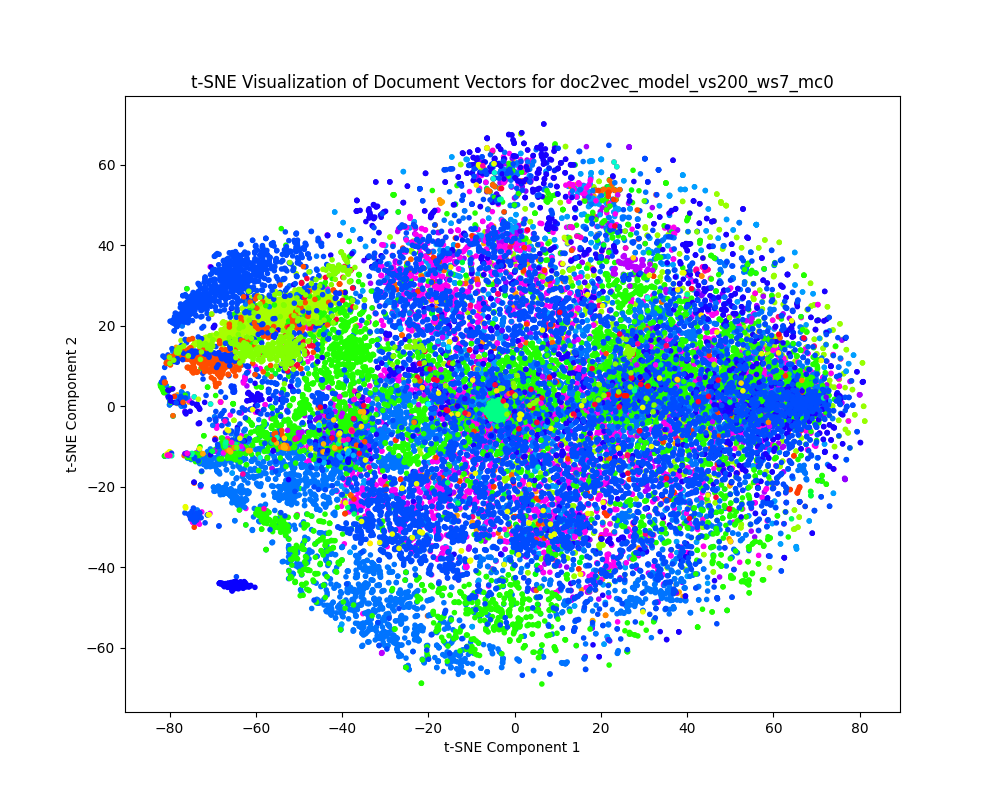 t-SNE Visualization of Document Vectors for doc2vec_model_vs200_ws7_mc0
60
40
20
0
−20
−40
−60
t-SNE Component 2
−80 −60 −40 −20 0 20 40 60 80
t-SNE Component 1